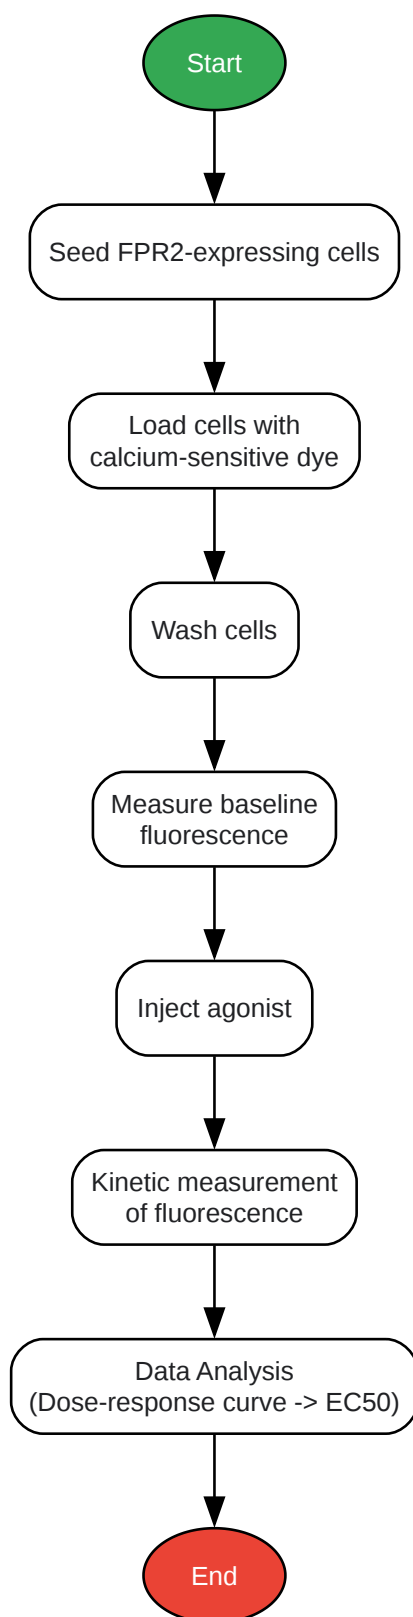 Start
Seed FPR2-expressing cells
Load cells with
calcium-sensitive dye
Wash cells
Measure baseline
fluorescence
Inject agonist
Kinetic measurement
of fluorescence
Data Analysis
(Dose-response curve -> EC50)
End